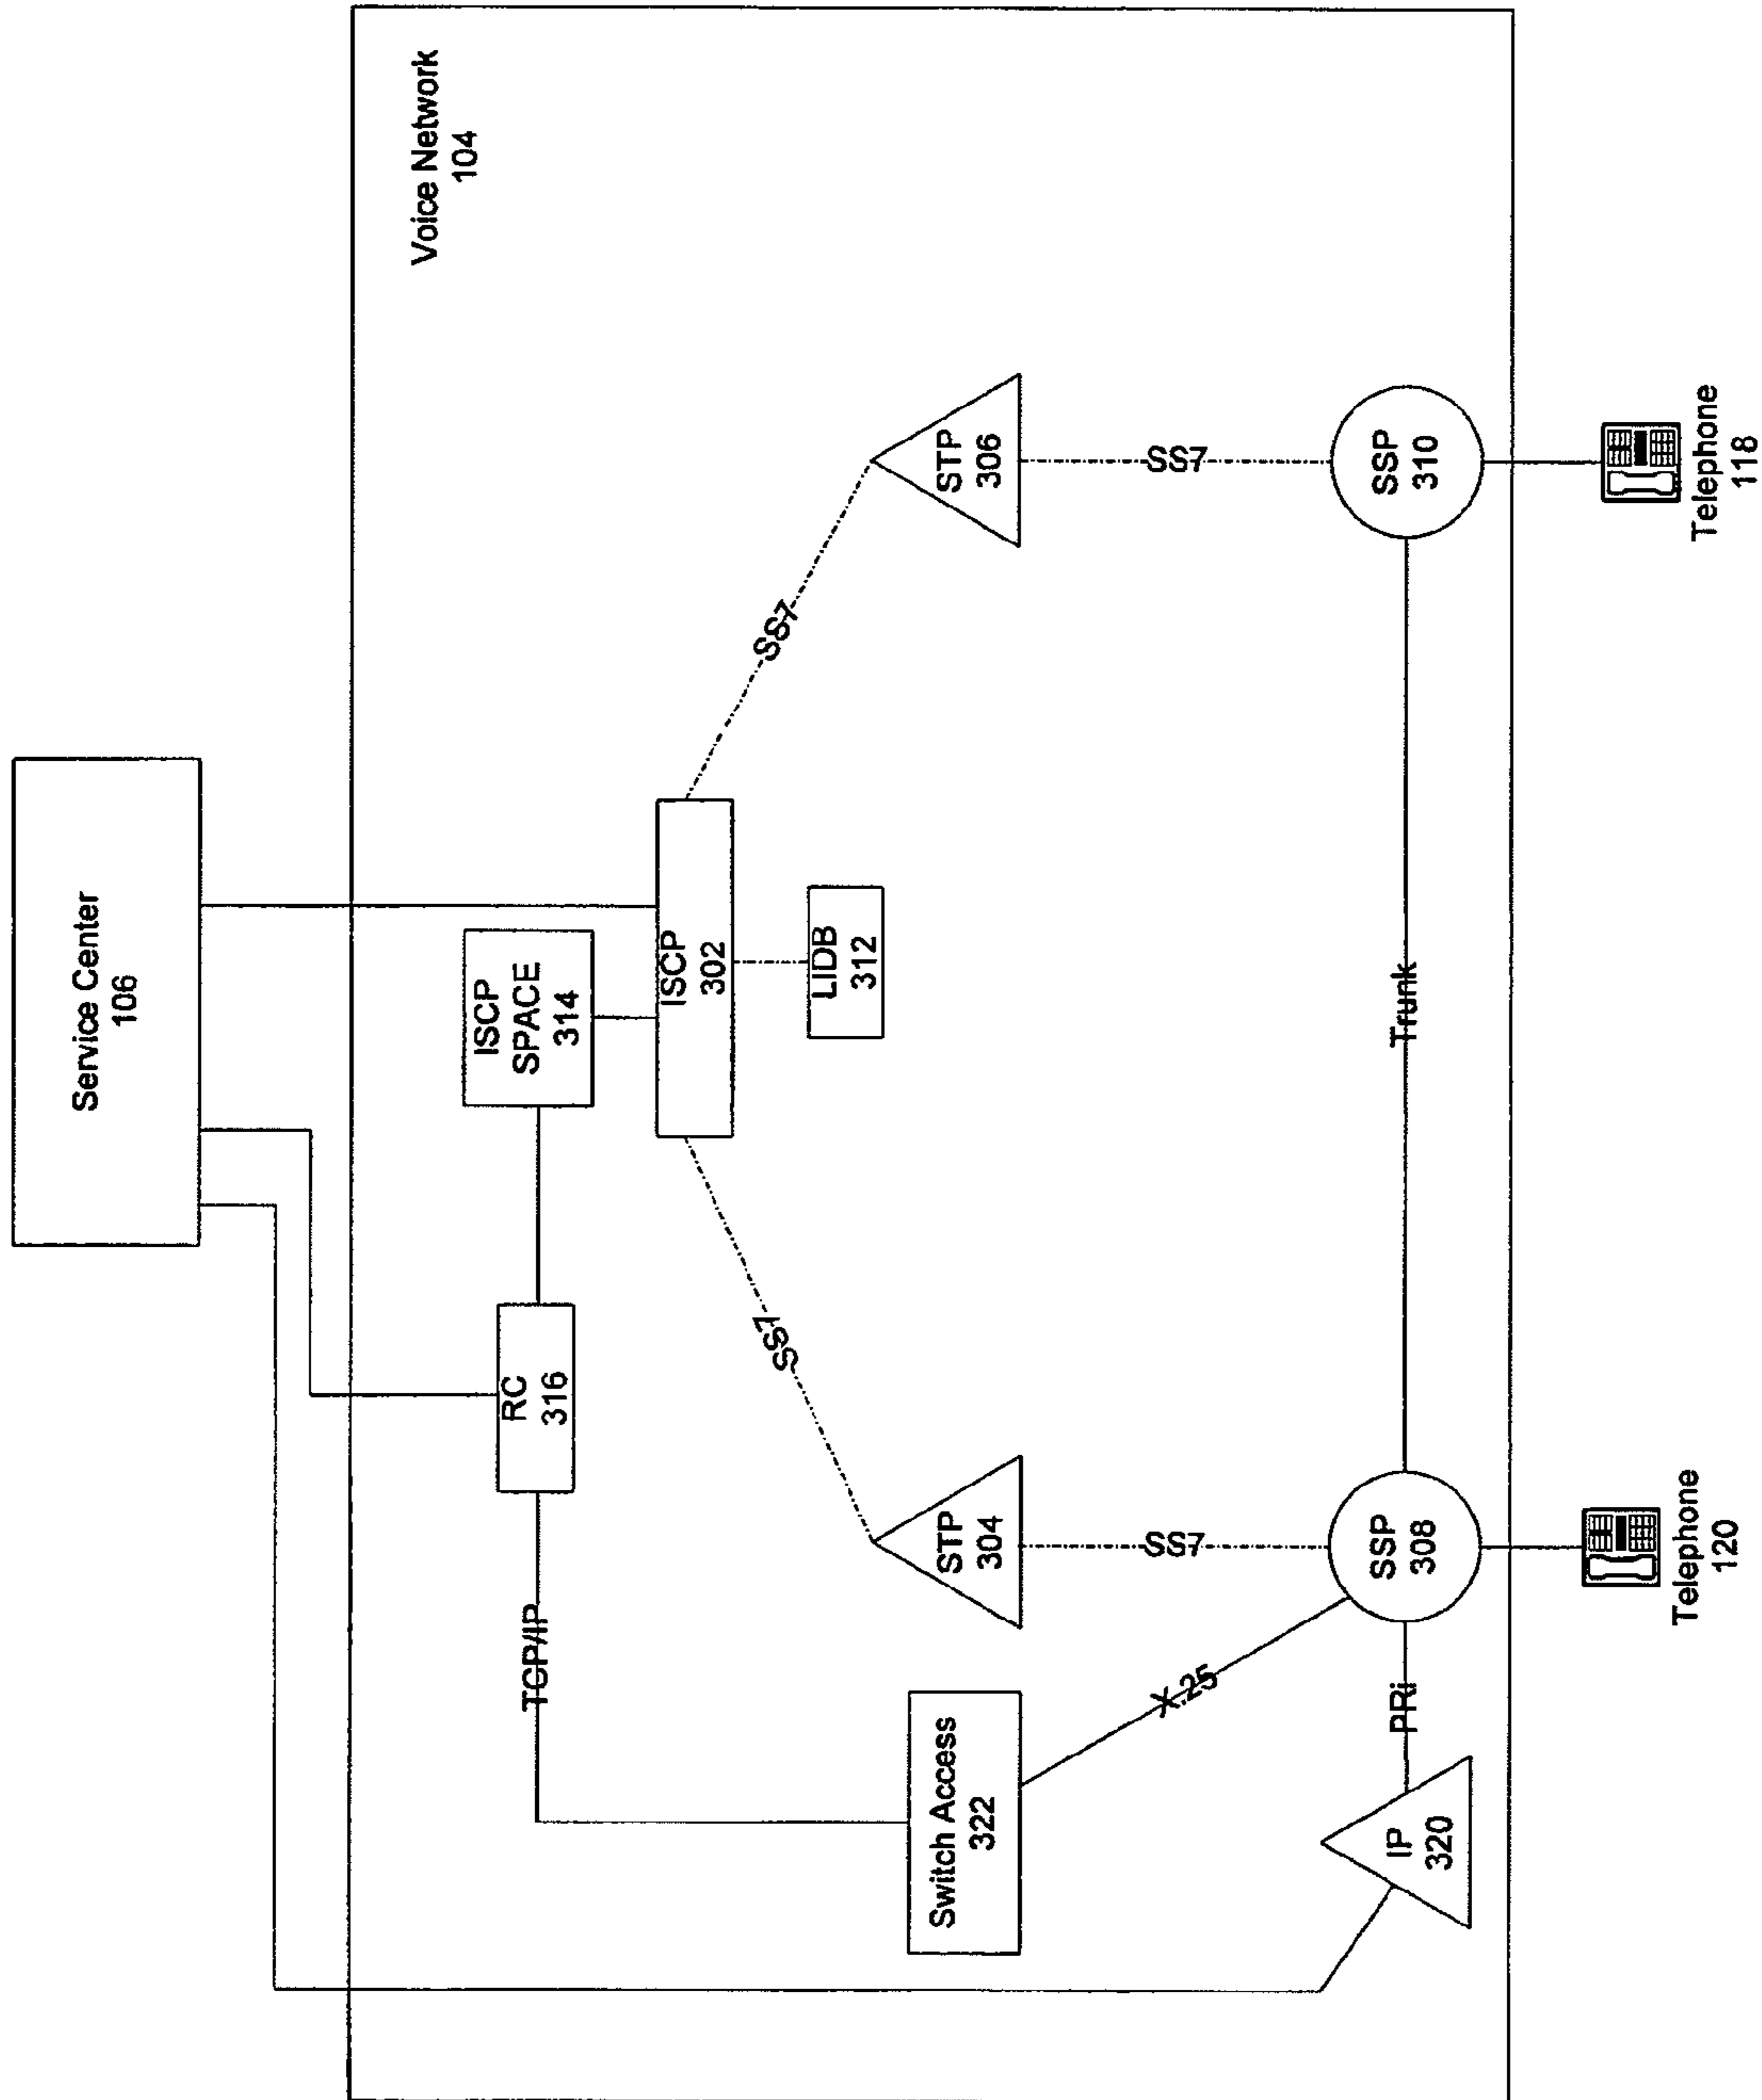 Service Center
106
Voice Network
104
ISCP
SPACE
314
RC
316
TCP/IP
ISCP
302
LIDB
312
SS7
SS7
Switch Access
322
STP
304
STP
306
X.25
SS7
SS7
IP
320
PRi
SSP
308
Trunk
SSP
310
Telephone
120
Telephone
118